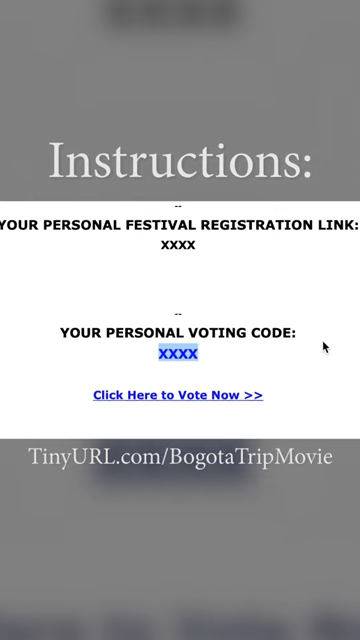 Instructions:
--
YOUR PERSONAL FESTIVAL REGISTRATION LINK:
XXXX
--
YOUR PERSONAL VOTING CODE:
XXXX
Click Here to Vote Now >>
TinyURL.com/BogotaTripMovie